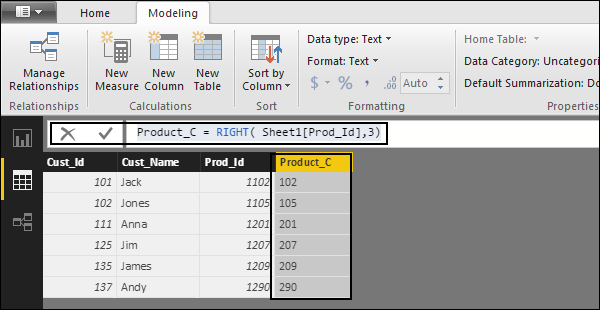 Home Modeling
Manage Relationships
New Measure
New Column
New Table
Sort by Column
Data type: Text
Format: Text
$ % , .00 Auto
Home Table:
Data Category: Uncategori
Default Summarization: Do
Relationships Calculations Sort Formatting Properties
Product_C = RIGHT( Sheet1[Prod_Id],3)
Cust_Id Cust_Name Prod_Id Product_C
101 Jack 1102 102
102 Jones 1105 105
111 Anna 1201 201
125 Jim 1207 207
135 James 1209 209
137 Andy 1290 290